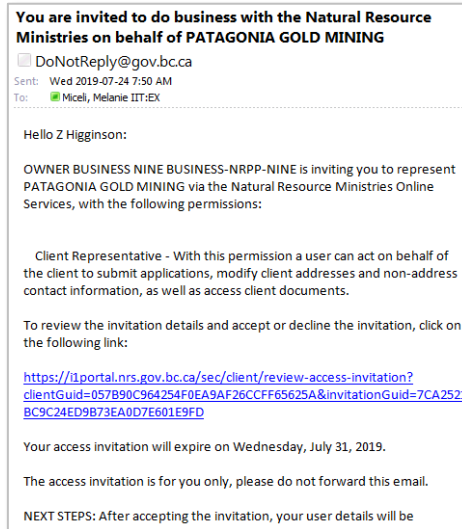 You are invited to do business with the Natural Resource
Ministries on behalf of PATAGONIA GOLD MINING
DoNotReply@gov.bc.ca
Sent: Wed 2019-07-24 7:50 AM
To: Miceli, Melanie IIT:EX
Hello Z Higginson:
OWNER BUSINESS NINE BUSINESS-NRPP-NINE is inviting you to represent
PATAGONIA GOLD MINING via the Natural Resource Ministries Online
Services, with the following permissions:
Client Representative - With this permission a user can act on behalf of
the client to submit applications, modify client addresses and non-address
contact information, as well as access client documents.
To review the invitation details and accept or decline the invitation, click on
the following link:
https://i1portal.nrs.gov.bc.ca/sec/client/review-access-invitation?
clientGuid=057B90C964254F0EA9AF26CCFF65625A&invitationGuid=7CA252
BC9C24ED9B73EA0D7E601E9FD
Your access invitation will expire on Wednesday, July 31, 2019.
The access invitation is for you only, please do not forward this email.
NEXT STEPS: After accepting the invitation, your user details will be